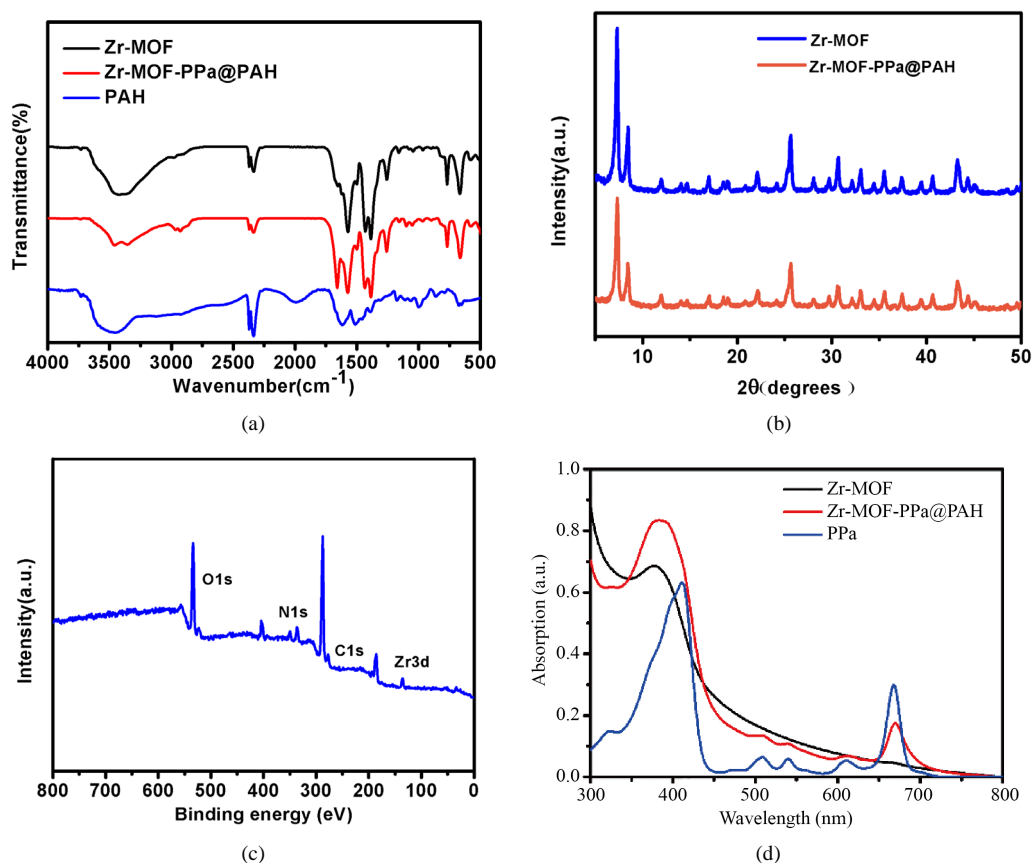 (a)
Zr-MOF
Zr-MOF-PPa@PAH
PAH
Transmittance(%)
4000 3500 3000 2500 2000 1500 1000 500
Wavenumber(cm⁻¹)
(b)
Zr-MOF
Zr-MOF-PPa@PAH
Intensity(a.u.)
10 20 30 40 50
2θ(degrees )
(c)
O1s
N1s
C1s
Zr3d
Intensity(a.u.)
800 700 600 500 400 300 200 100 0
Binding energy (eV)
(d)
1.0
0.8
0.6
0.4
0.2
0.0
Zr-MOF
Zr-MOF-PPa@PAH
PPa
Absorption (a.u.)
300 400 500 600 700 800
Wavelength (nm)